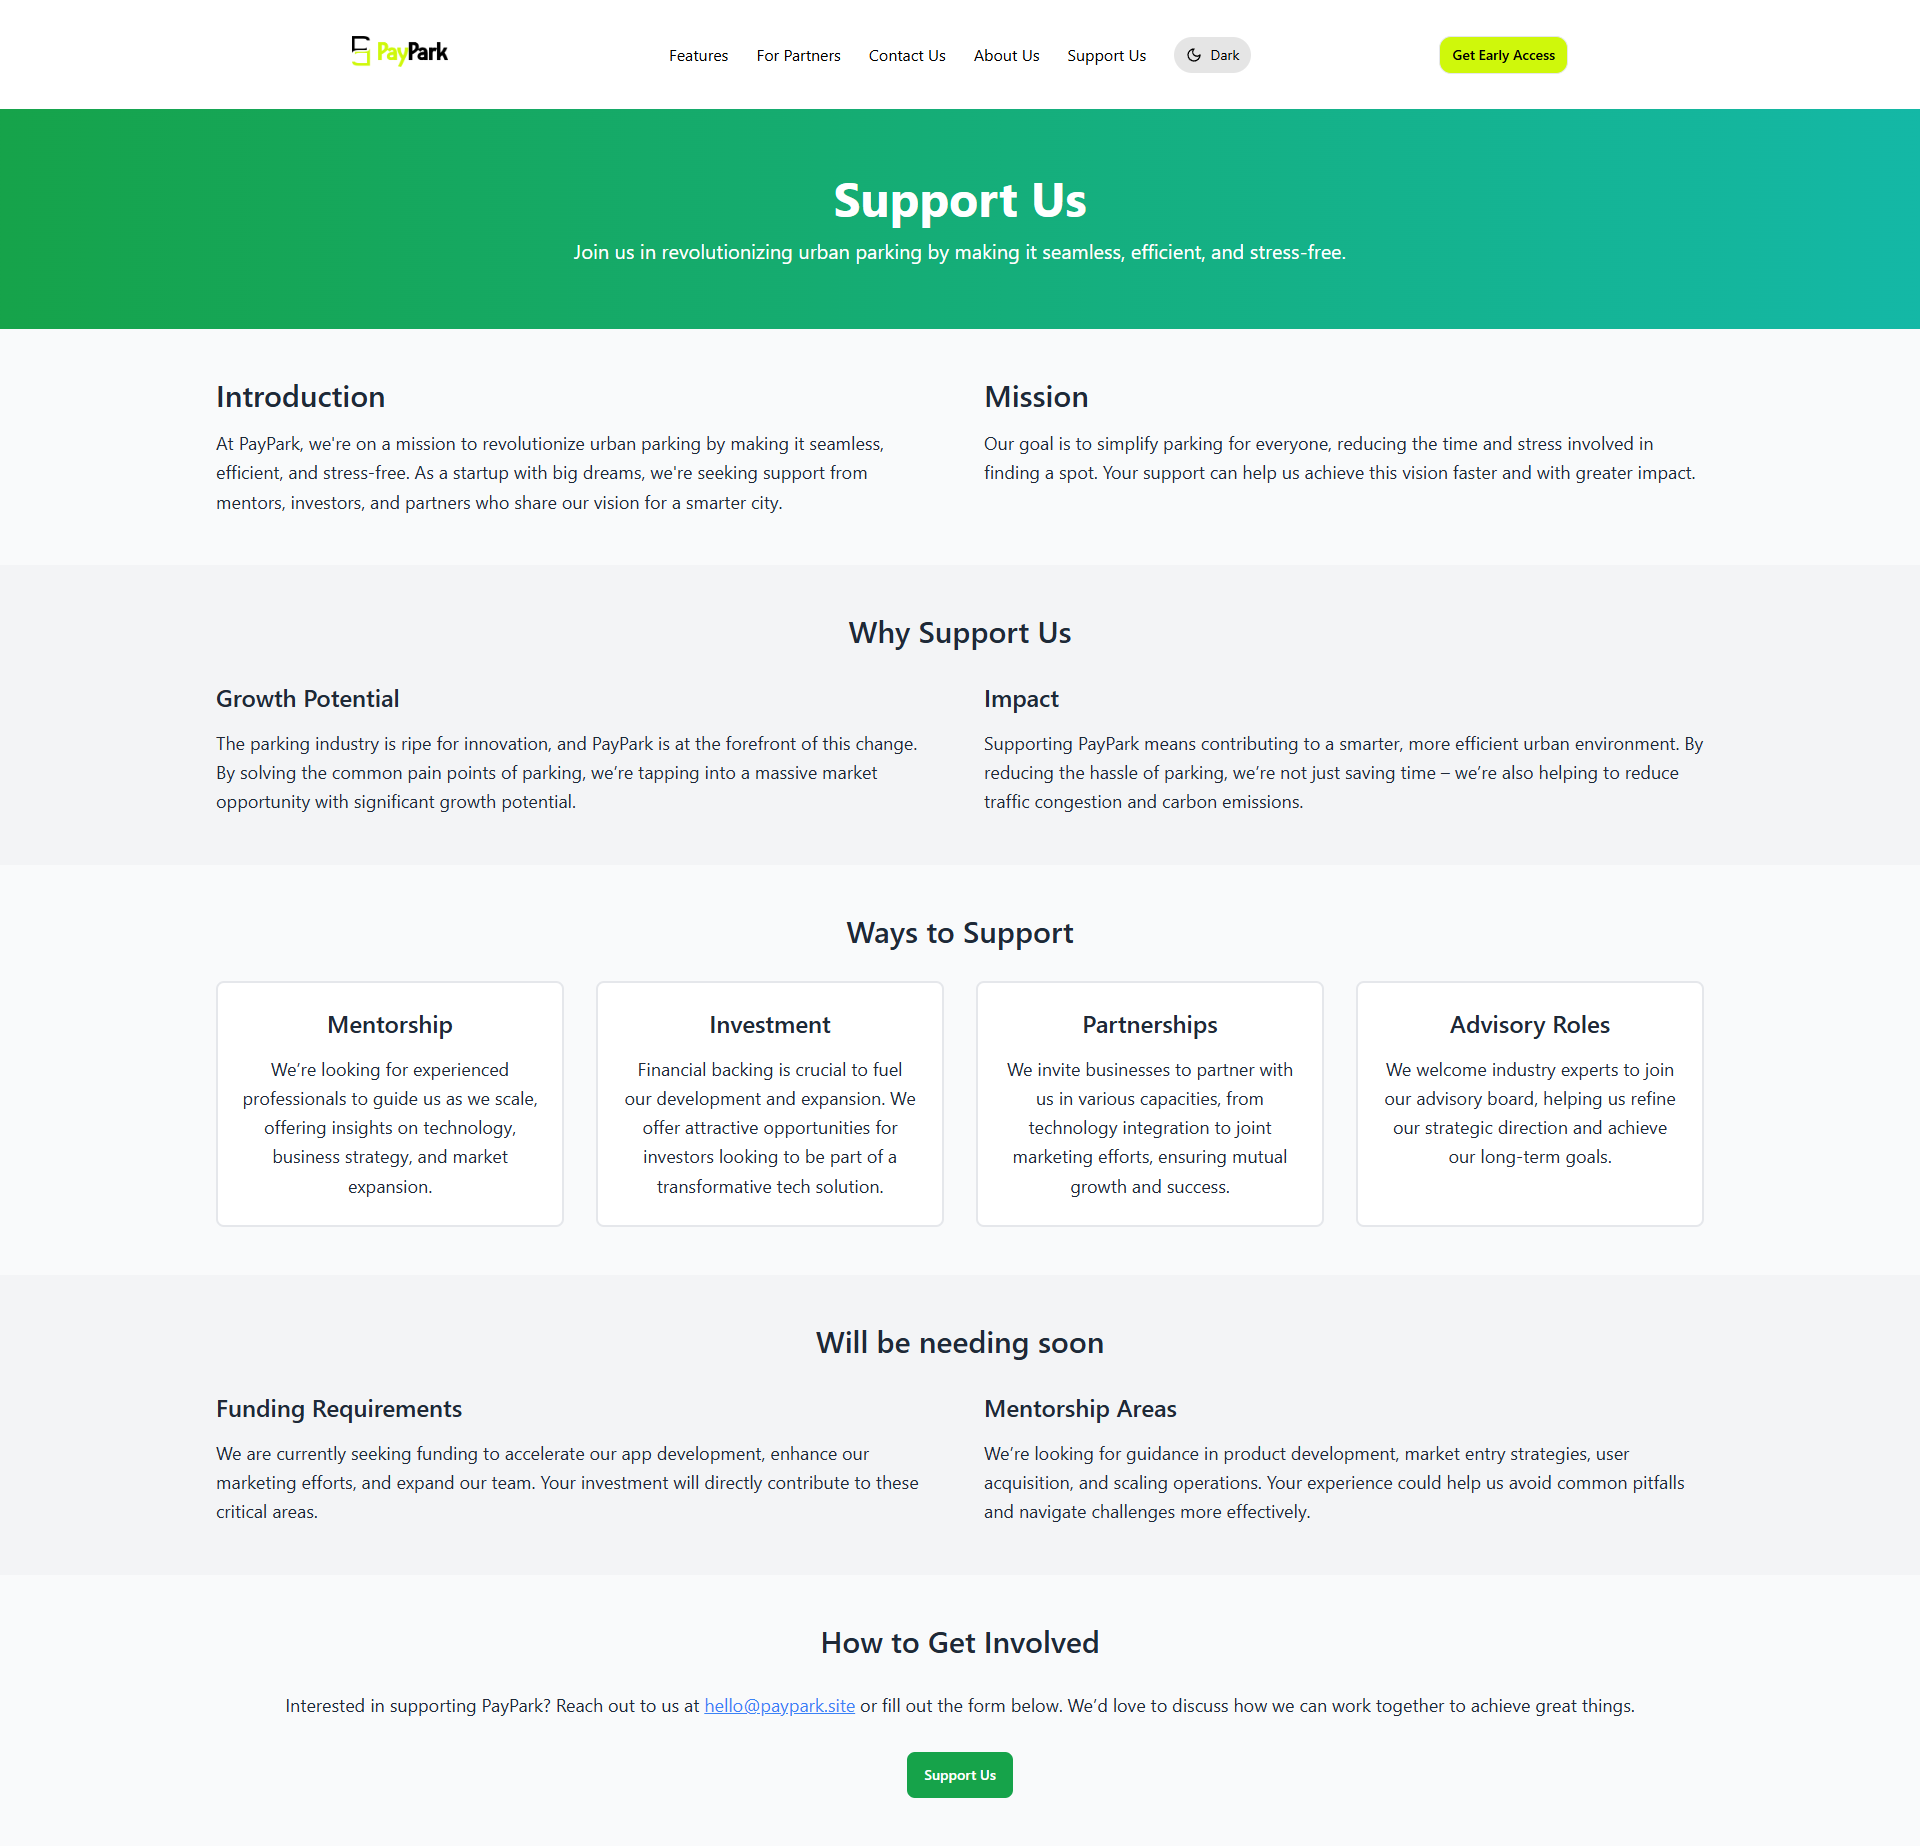 PayPark
Features
For Partners
Contact Us
About Us
Support Us
Dark
Get Early Access
Support Us
Join us in revolutionizing urban parking by making it seamless, efficient, and stress-free.
Introduction
At PayPark, we're on a mission to revolutionize urban parking by making it seamless,
efficient, and stress-free. As a startup with big dreams, we're seeking support from
mentors, investors, and partners who share our vision for a smarter city.
Mission
Our goal is to simplify parking for everyone, reducing the time and stress involved in
finding a spot. Your support can help us achieve this vision faster and with greater impact.
Why Support Us
Growth Potential
The parking industry is ripe for innovation, and PayPark is at the forefront of this change.
By solving the common pain points of parking, we’re tapping into a massive market
opportunity with significant growth potential.
Impact
Supporting PayPark means contributing to a smarter, more efficient urban environment. By
reducing the hassle of parking, we’re not just saving time – we’re also helping to reduce
traffic congestion and carbon emissions.
Ways to Support
Mentorship
We’re looking for experienced
professionals to guide us as we scale,
offering insights on technology,
business strategy, and market
expansion.
Investment
Financial backing is crucial to fuel
our development and expansion. We
offer attractive opportunities for
investors looking to be part of a
transformative tech solution.
Partnerships
We invite businesses to partner with
us in various capacities, from
technology integration to joint
marketing efforts, ensuring mutual
growth and success.
Advisory Roles
We welcome industry experts to join
our advisory board, helping us refine
our strategic direction and achieve
our long-term goals.
Will be needing soon
Funding Requirements
We are currently seeking funding to accelerate our app development, enhance our
marketing efforts, and expand our team. Your investment will directly contribute to these
critical areas.
Mentorship Areas
We’re looking for guidance in product development, market entry strategies, user
acquisition, and scaling operations. Your experience could help us avoid common pitfalls
and navigate challenges more effectively.
How to Get Involved
Interested in supporting PayPark? Reach out to us at hello@paypark.site or fill out the form below. We’d love to discuss how we can work together to achieve great things.
Support Us